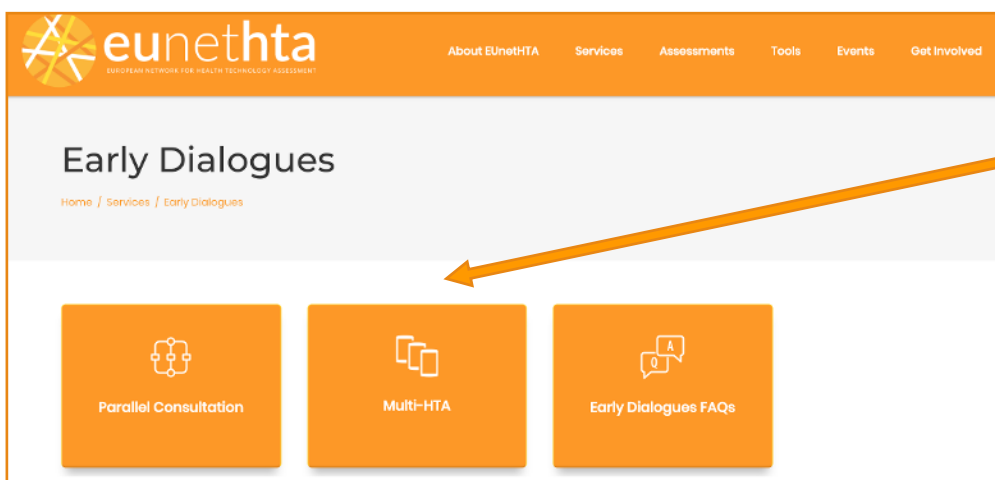 eunethta
EUROPEAN NETWORK FOR HEALTH TECHNOLOGY ASSESSMENT
About EUnetHTA Services Assessments Tools Events Get Involved
Early Dialogues
Home / Services / Early Dialogues
Q A
Parallel Consultation Multi-HTA Early Dialogues FAQs